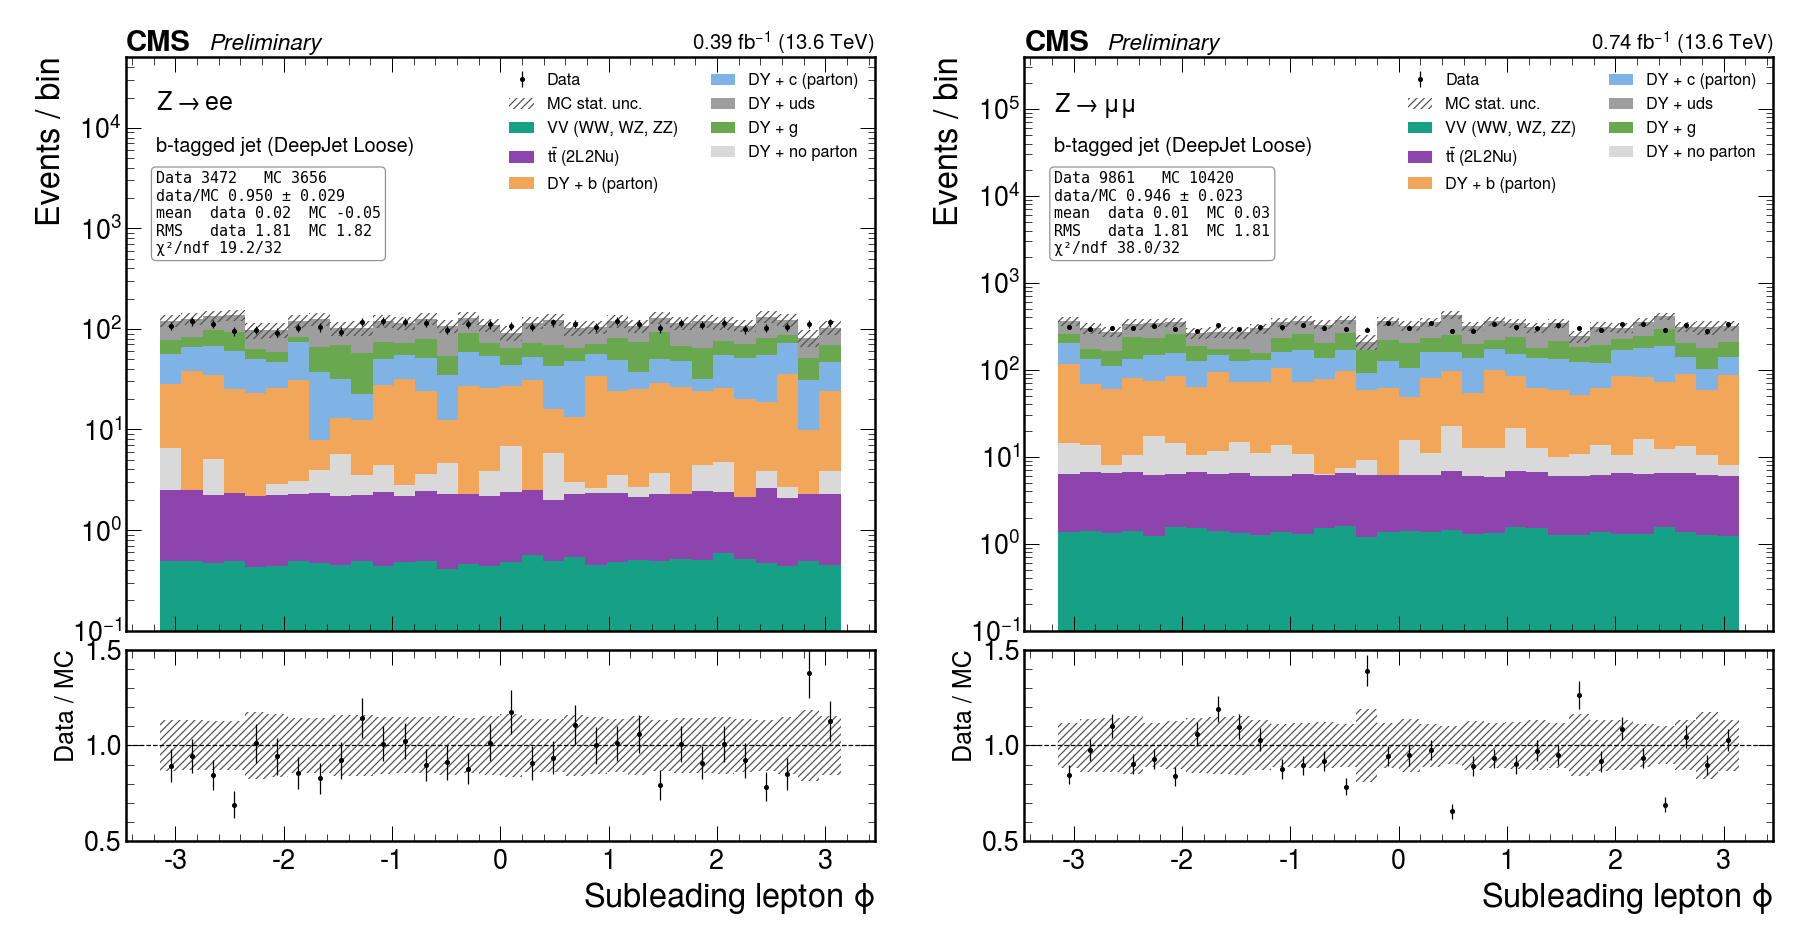 CMS Preliminary 0.39 fb⁻¹ (13.6 TeV)
Events / bin
Z → ee
b-tagged jet (DeepJet Loose)
Data 3472 MC 3656
data/MC 0.950 ± 0.029
mean data 0.02 MC -0.05
RMS data 1.81 MC 1.82
χ²/ndf 19.2/32
Data
MC stat. unc.
VV (WW, WZ, ZZ)
tt̄ (2L2Nu)
DY + b (parton)
DY + c (parton)
DY + uds
DY + g
DY + no parton
10⁴
10³
10²
10¹
10⁰
10⁻¹
Data / MC
1.5
1.0
0.5
-3 -2 -1 0 1 2 3
Subleading lepton ϕ
CMS Preliminary 0.74 fb⁻¹ (13.6 TeV)
Events / bin
Z → μμ
b-tagged jet (DeepJet Loose)
Data 9861 MC 10420
data/MC 0.946 ± 0.023
mean data 0.01 MC 0.03
RMS data 1.81 MC 1.81
χ²/ndf 38.0/32
Data
MC stat. unc.
VV (WW, WZ, ZZ)
tt̄ (2L2Nu)
DY + b (parton)
DY + c (parton)
DY + uds
DY + g
DY + no parton
10⁵
10⁴
10³
10²
10¹
10⁰
10⁻¹
Data / MC
1.5
1.0
0.5
-3 -2 -1 0 1 2 3
Subleading lepton ϕ